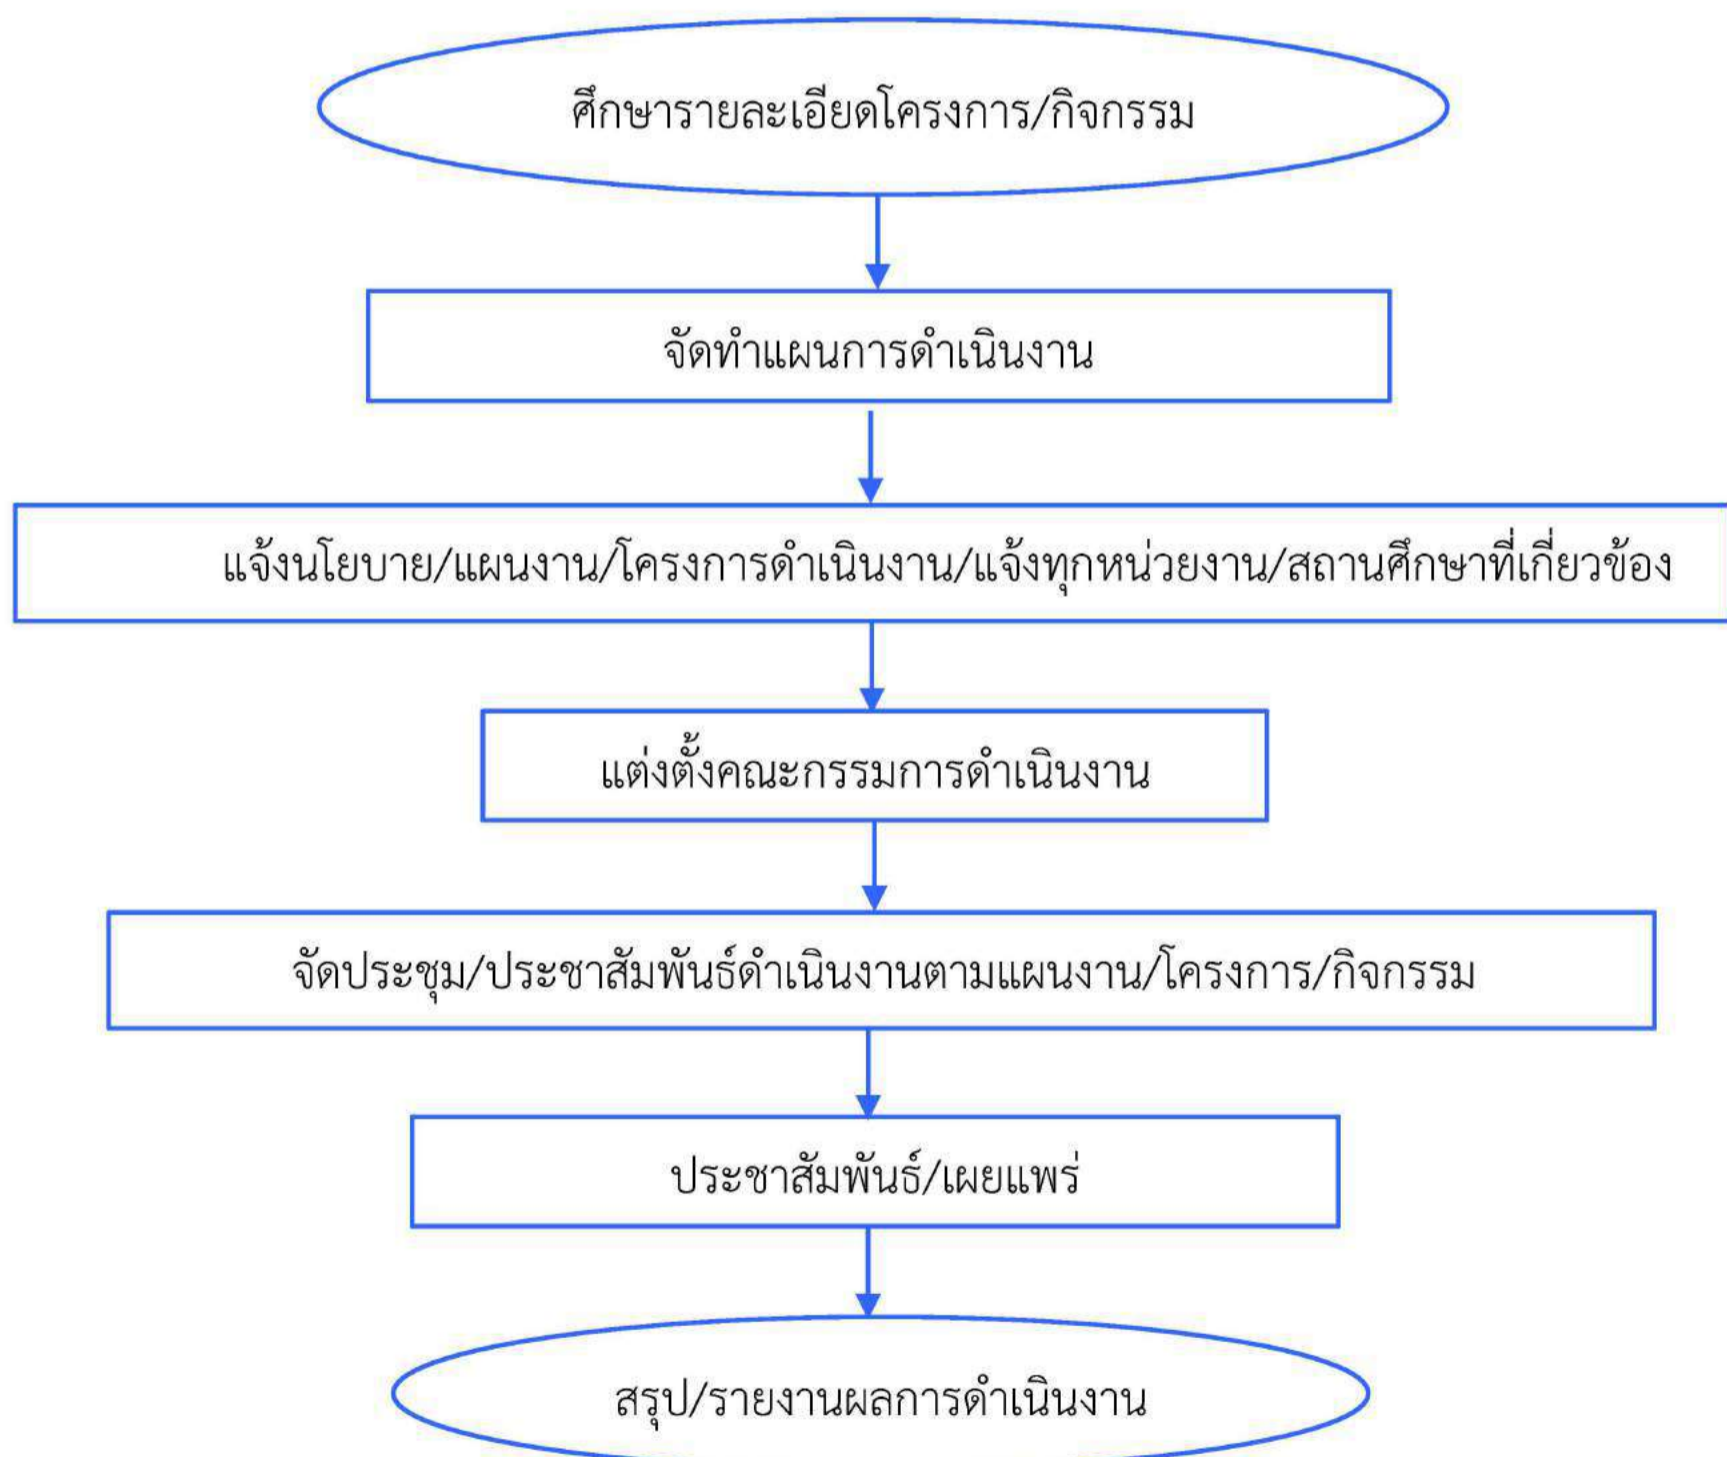 ศึกษารายละเอียดโครงการ/กิจกรรม
จัดทำแผนการดำเนินงาน
แจ้งนโยบาย/แผนงาน/โครงการดำเนินงาน/แจ้งทุกหน่วยงาน/สถานศึกษาที่เกี่ยวข้อง
แต่งตั้งคณะกรรมการดำเนินงาน
จัดประชุม/ประชาสัมพันธ์ดำเนินงานตามแผนงาน/โครงการ/กิจกรรม
ประชาสัมพันธ์/เผยแพร่
สรุป/รายงานผลการดำเนินงาน